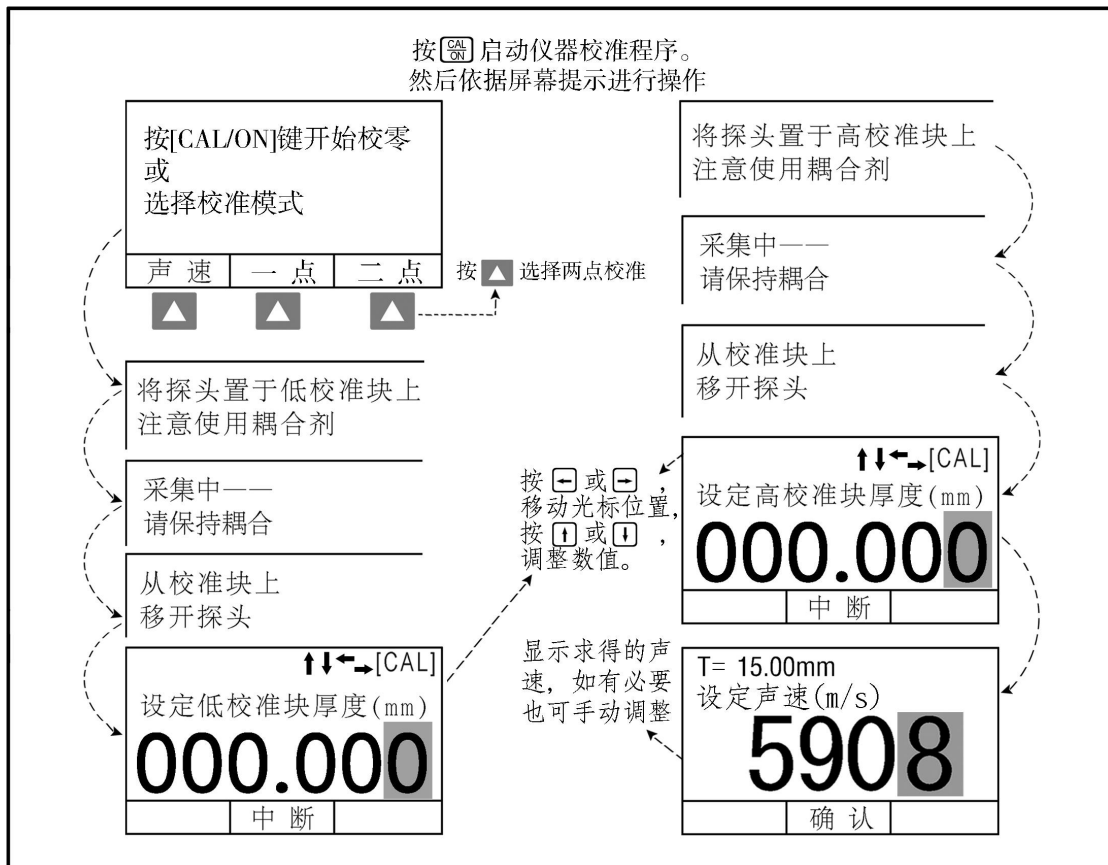 按[CAL/ON]启动仪器校准程序。
然后依据屏幕提示进行操作
按[CAL/ON]键开始校零
或
选择校准模式
声速 一点 二点
按▲选择两点校准
将探头置于低校准块上
注意使用耦合剂
采集中——
请保持耦合
从校准块上
移开探头
↑↓←→[CAL]
设定低校准块厚度(mm)
000.000
中断
按←或→，
移动光标位置，
按↑或↓，
调整数值。
将探头置于高校准块上
注意使用耦合剂
采集中——
请保持耦合
从校准块上
移开探头
↑↓←→[CAL]
设定高校准块厚度(mm)
000.000
中断
显示求得的声
速，如有必要
也可手动调整
T= 15.00mm
设定声速(m/s)
5908
确认